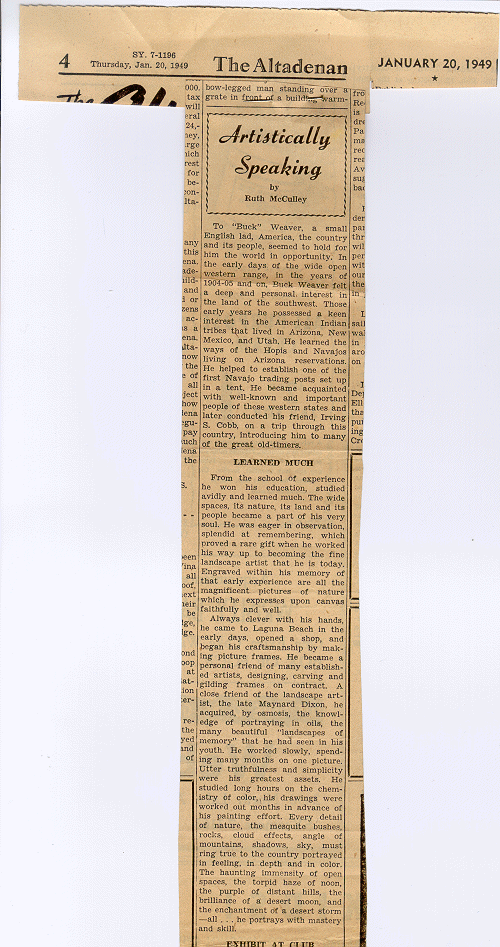 4
SY. 7-1196
Thursday, Jan. 20, 1949
The Altadenan
JANUARY 20, 1949
★
The
bow-legged man standing over a
grate in front of a building warm-
Artistically
Speaking
by
Ruth McCulley
To "Buck" Weaver, a small
English lad, America, the country
and its people, seemed to hold for
him the world in opportunity. In
the early days of the wide open
western range, in the years of
1904-05 and on, Buck Weaver felt
a deep and personal interest in
the land of the southwest. Those
early years he possessed a keen
interest in the American Indian
tribes that lived in Arizona, New
Mexico, and Utah. He learned the
ways of the Hopis and Navajos
living on Arizona reservations.
He helped to establish one of the
first Navajo trading posts set up
in a tent. He became acquainted
with well-known and important
people of these western states and
later conducted his friend, Irving
S. Cobb, on a trip through this
country, introducing him to many
of the great old-timers.
LEARNED MUCH
From the school of experience
he won his education, studied
avidly and learned much. The wide
spaces, its nature, its land and its
people became a part of his very
soul. He was eager in observation,
splendid at remembering, which
proved a rare gift when he worked
his way up to becoming the fine
landscape artist that he is today.
Engraved within his memory of
that early experience are all the
magnificent pictures of nature
which he expresses upon canvas
faithfully and well.
Always clever with his hands,
he came to Laguna Beach in the
early days, opened a shop, and
began his craftsmanship by mak-
ing picture frames. He became a
personal friend of many establish-
ed artists, designing, carving and
gilding frames on contract. A
close friend of the landscape art-
ist, the late Maynard Dixon, he
acquired, by osmosis, the knowl-
edge of portraying in oils, the
many beautiful "landscapes of
memory" that he had seen in his
youth. He worked slowly, spend-
ing many months on one picture.
Utter truthfulness and simplicity
were his greatest assets. He
studied long hours on the chem-
istry of color, his drawings were
worked out months in advance of
his painting effort. Every detail
of nature, the mesquite bushes,
rocks, cloud effects, angle of
mountains, shadows, sky, must
ring true to the country portrayed
in feeling, in depth and in color.
The haunting immensity of open
spaces, the torpid haze of noon,
the purple of distant hills, the
brilliance of a desert moon, and
the enchantment of a desert storm
—all . . . he portrays with mastery
and skill.
EXHIBIT AT CLUB